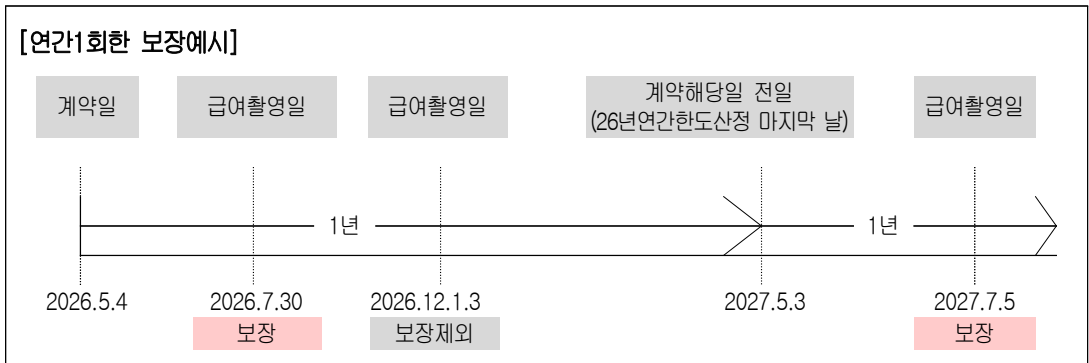 [연간1회한 보장예시]
계약일
급여촬영일
급여촬영일
계약해당일 전일
(26년연간한도산정 마지막 날)
급여촬영일
1년
1년
2026.5.4
2026.7.30
2026.12.1.3
2027.5.3
2027.7.5
보장
보장제외
보장